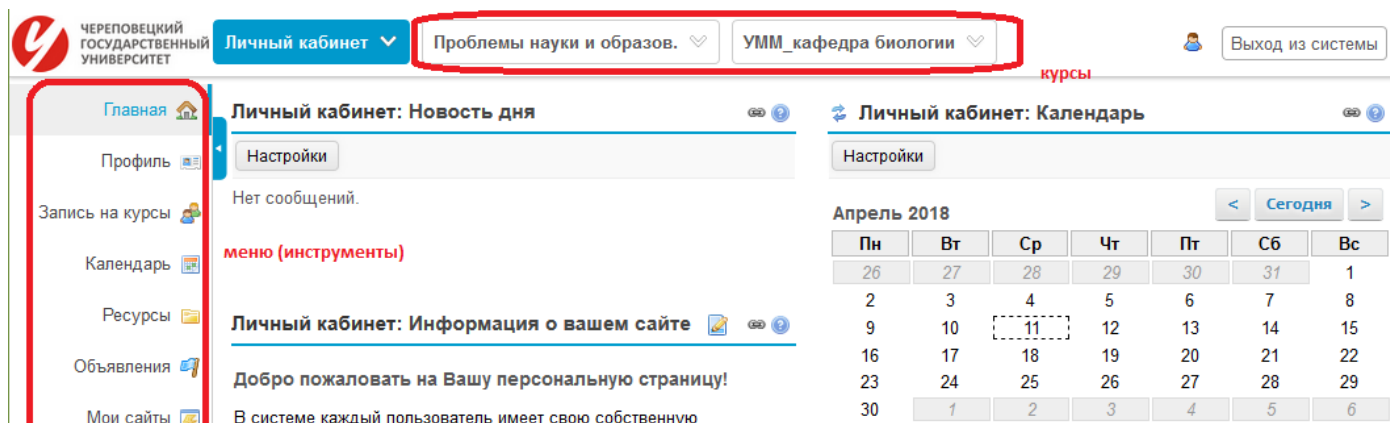 ЧЕРЕПОВЕЦКИЙ
ГОСУДАРСТВЕННЫЙ
УНИВЕРСИТЕТ
Личный кабинет
Проблемы науки и образов.
УММ_кафедра биологии
Выход из системы
курсы
Главная
Профиль
Запись на курсы
Календарь
Ресурсы
Объявления
Мои сайты
Личный кабинет: Новость дня
Настройки
Нет сообщений.
меню (инструменты)
Личный кабинет: Информация о вашем сайте
Добро пожаловать на Вашу персональную страницу!
В системе каждый пользователь имеет свою собственную
Личный кабинет: Календарь
Настройки
Апрель 2018
< Сегодня >
Пн Вт Ср Чт Пт Сб Вс
26 27 28 29 30 31 1
2 3 4 5 6 7 8
9 10 11 12 13 14 15
16 17 18 19 20 21 22
23 24 25 26 27 28 29
30 1 2 3 4 5 6